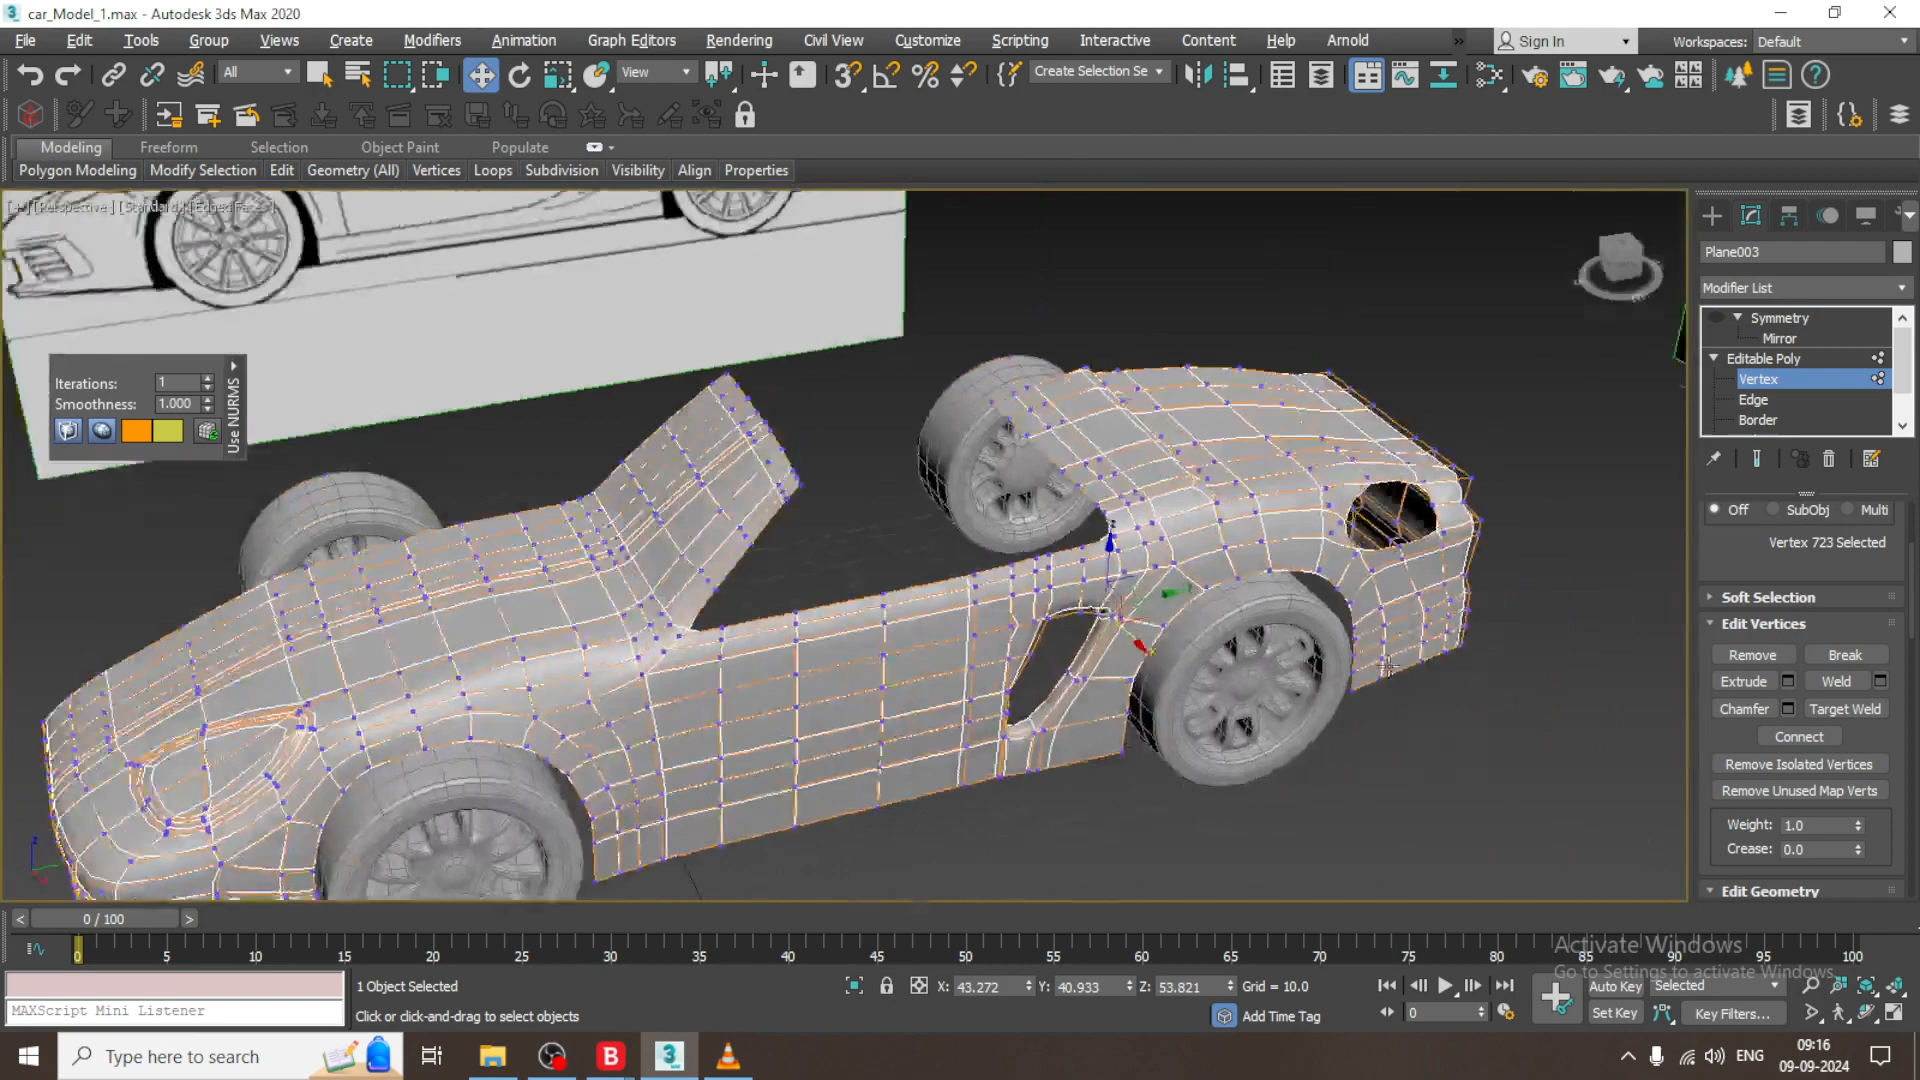 car_Model_1.max - Autodesk 3ds Max 2020
File Edit Tools Group Views Create Modifiers Animation Graph Editors Rendering Civil View Customize Scripting Interactive Content Help Arnold
Sign In
Workspaces: Default
All
View
Create Selection Se
Modeling Freeform Selection Object Paint Populate
Polygon Modeling Modify Selection Edit Geometry (All) Vertices Loops Subdivision Visibility Align Properties
[+] [Perspective ] [Standard ] [Edged Faces ]
Iterations: 1
Smoothness: 1.000
Use NURMS
Plane003
Modifier List
Symmetry
Mirror
Editable Poly
Vertex
Edge
Border
Off SubObj Multi
Vertex 723 Selected
Soft Selection
Edit Vertices
Remove Break
Extrude Weld
Chamfer Target Weld
Connect
Remove Isolated Vertices
Remove Unused Map Verts
Weight: 1.0
Crease: 0.0
Edit Geometry
< 0 / 100 >
0 5 10 15 20 25 30 35 40 45 50 55 60 65 70 75 80 85 90 95 100
Activate Windows
Go to Settings to activate Windows.
MAXScript Mini Listener
1 Object Selected
Click or click-and-drag to select objects
X: 43.272 Y: 40.933 Z: 53.821 Grid = 10.0
Add Time Tag
0
Auto Key Selected
Set Key Key Filters...
Type here to search
ENG
09:16
09-09-2024